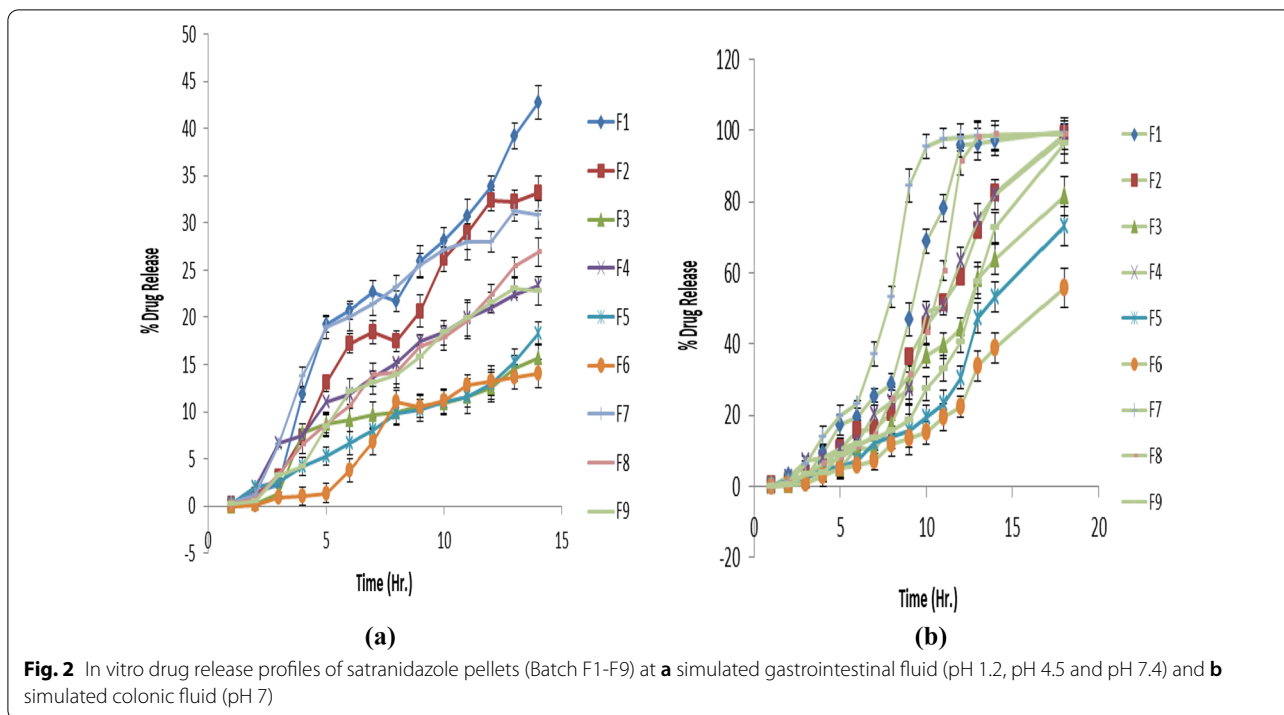 50
45
40
35
30
25
20
15
10
5
0
-5
0 5 10 15
% Drug Release
Time (Hr.)
F1
F2
F3
F4
F5
F6
F7
F8
F9
(a)
120
100
80
60
40
20
0
-20
0 5 10 15 20
% Drug Release
Time (Hr.)
F1
F2
F3
F4
F5
F6
F7
F8
F9
(b)
Fig. 2 In vitro drug release profiles of satranidazole pellets (Batch F1-F9) at a simulated gastrointestinal fluid (pH 1.2, pH 4.5 and pH 7.4) and b
simulated colonic fluid (pH 7)